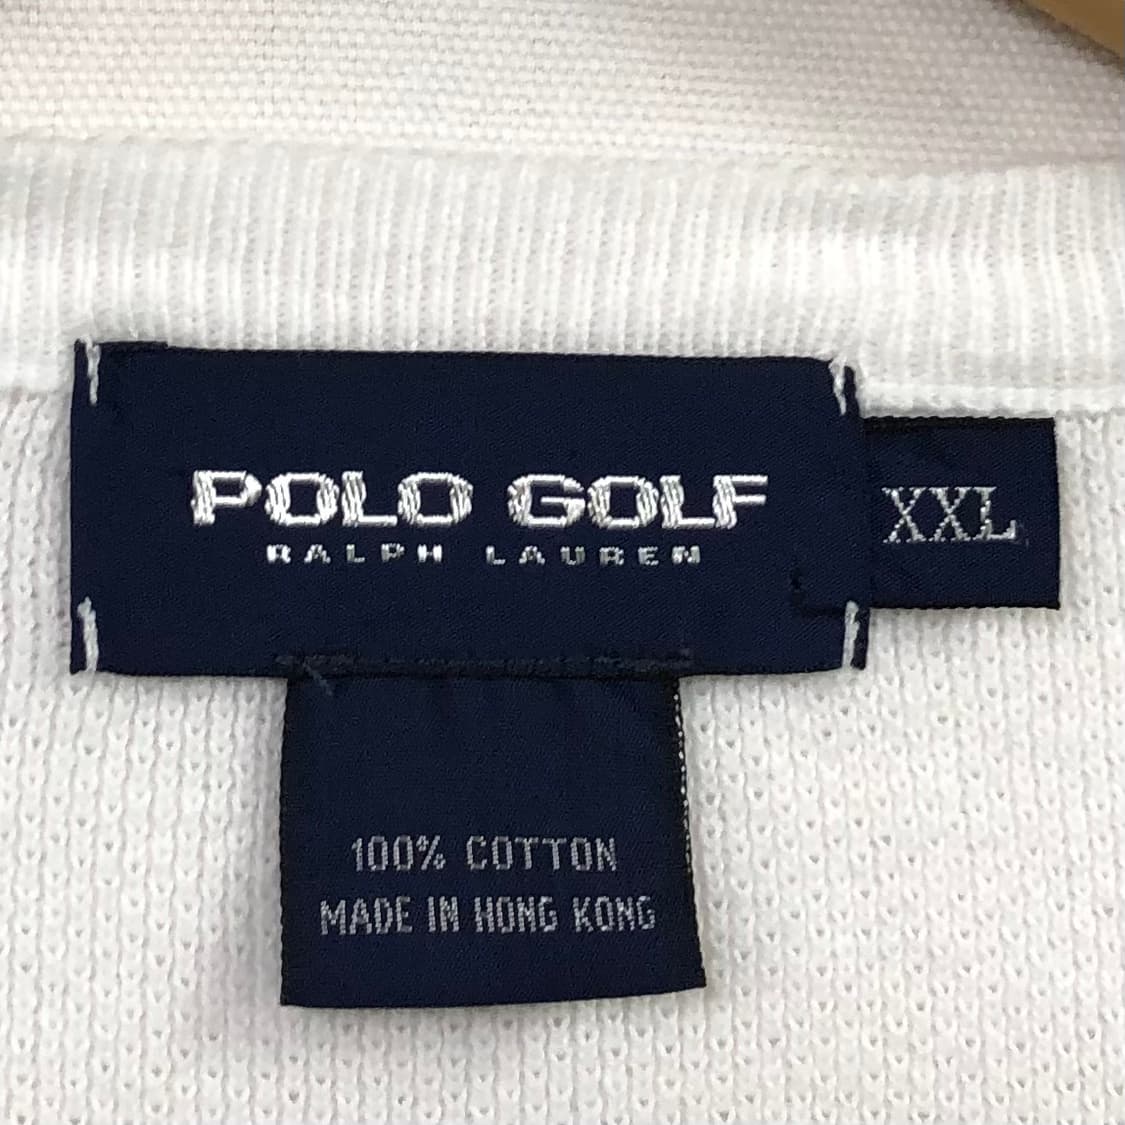 POLO GOLF
RALPH LAUREN
XXL
100% COTTON
MADE IN HONG KONG